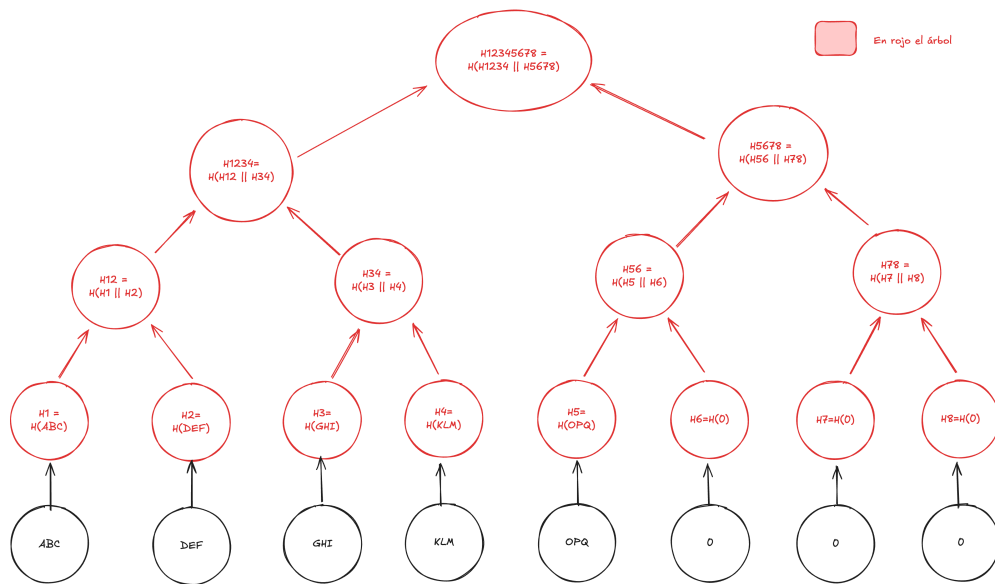 H12345678 =
H(H1234 || H5678)
En rojo el árbol
H1234=
H(H12 || H34)
H5678 =
H(H56 || H78)
H12 =
H(H1 || H2)
H34 =
H(H3 || H4)
H56 =
H(H5 || H6)
H78 =
H(H7 || H8)
H1 =
H(ABC)
H2=
H(DEF)
H3=
H(GHI)
H4=
H(KLM)
H5=
H(OPQ)
H6=H(0)
H7=H(0)
H8=H(0)
ABC
DEF
GHI
KLM
OPQ
0
0
0